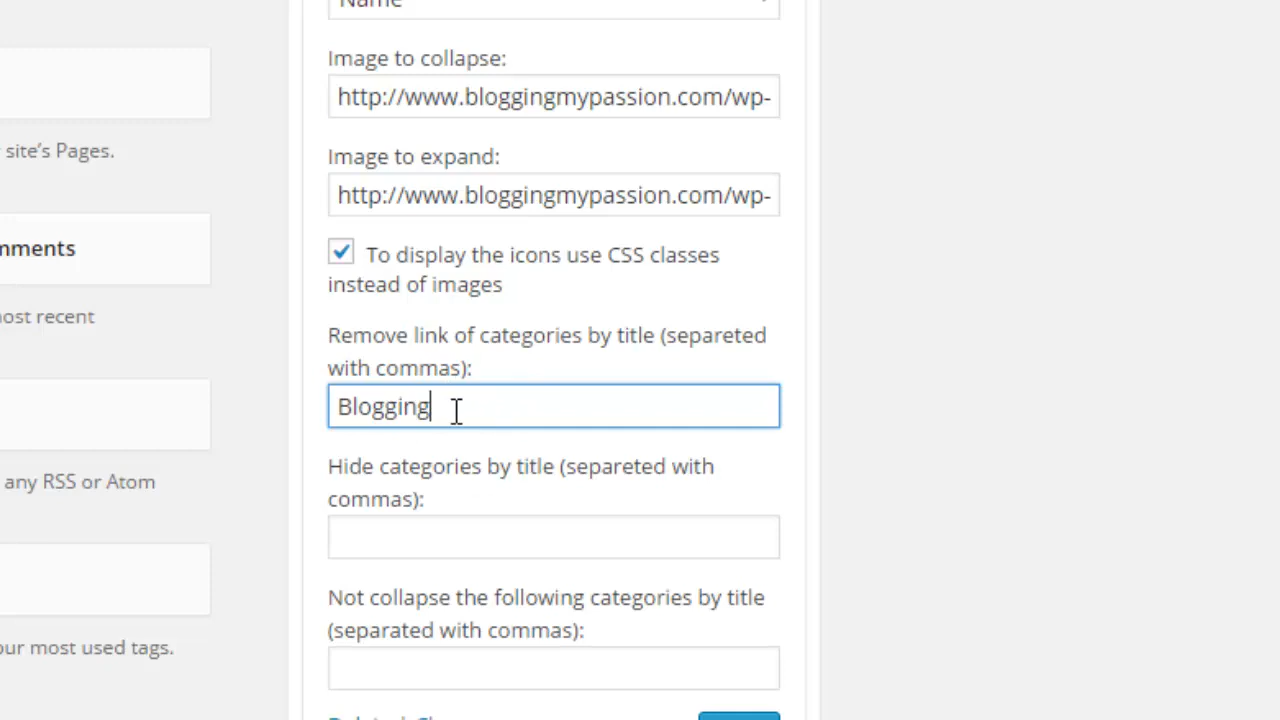 Name
Image to collapse:
http://www.bloggingmypassion.com/wp-
site's Pages.
Image to expand:
http://www.bloggingmypassion.com/wp-
mments
To display the icons use CSS classes
instead of images
ost recent
Remove link of categories by title (separeted
with commas):
Blogging
Hide categories by title (separeted with
commas):
any RSS or Atom
Not collapse the following categories by title
(separated with commas):
ur most used tags.